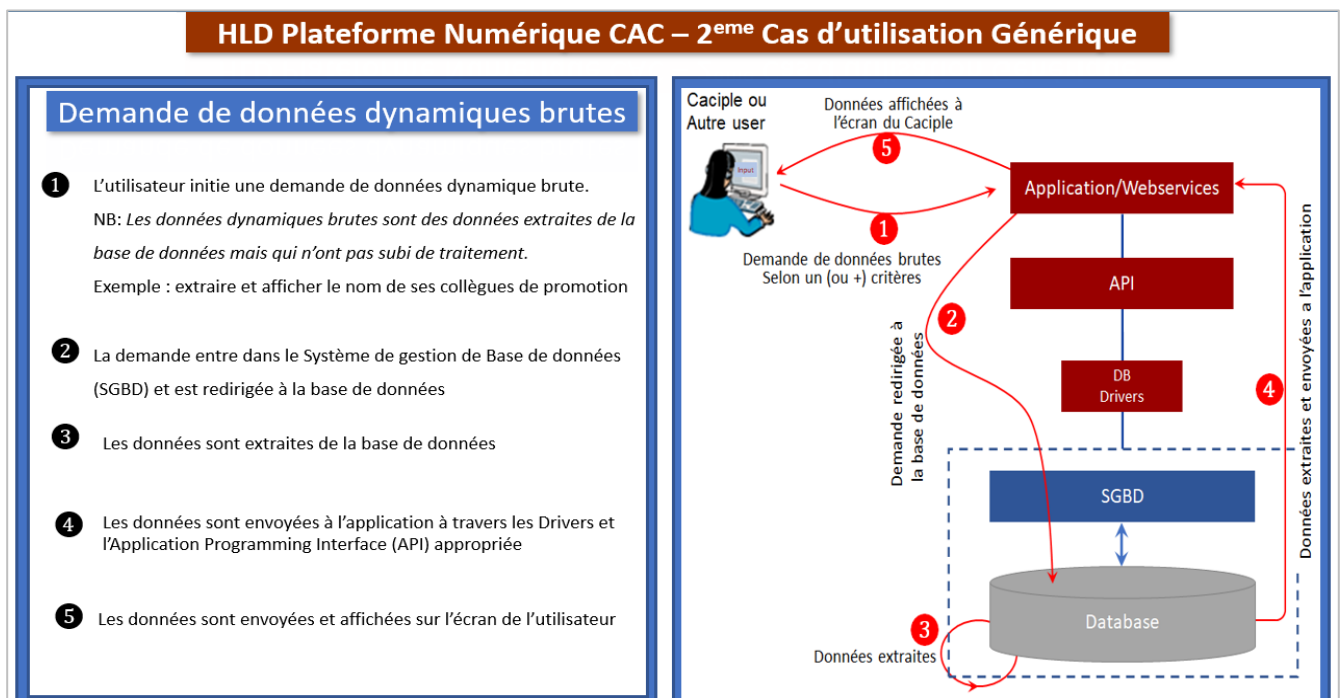 HLD Plateforme Numérique CAC – 2eme Cas d'utilisation Générique
Demande de données dynamiques brutes
1 L'utilisateur initie une demande de données dynamique brute.
NB: Les données dynamiques brutes sont des données extraites de la
base de données mais qui n'ont pas subi de traitement.
Exemple : extraire et afficher le nom de ses collègues de promotion
2 La demande entre dans le Système de gestion de Base de données
(SGBD) et est redirigée à la base de données
3 Les données sont extraites de la base de données
4 Les données sont envoyées à l'application à travers les Drivers et
l'Application Programming Interface (API) appropriée
5 Les données sont envoyées et affichées sur l'écran de l'utilisateur
Caciple ou
Autre user
Données affichées à
l'écran du Caciple
5
Input
Application/Webservices
1
Demande de données brutes
Selon un (ou +) critères
API
2
Demande redirigée à
la base de données
DB
Drivers
4
Données extraites et envoyées a l'application
SGBD
Database
3
Données extraites